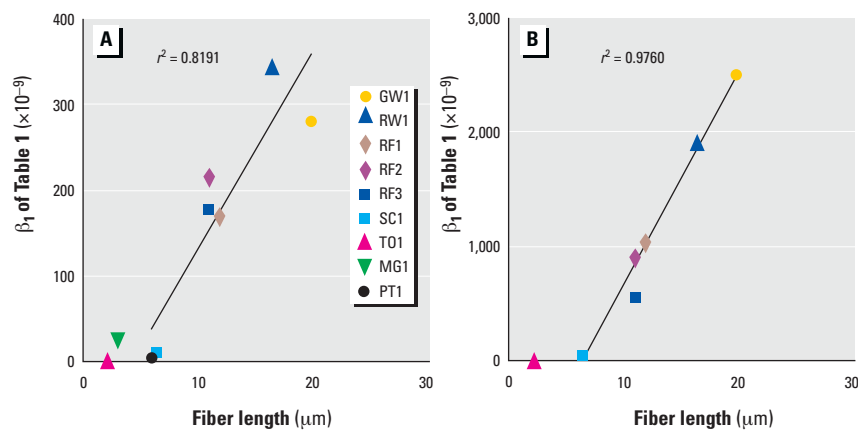 A
r² = 0.8191
β₁ of Table 1 (×10⁻⁹)
400
300
200
100
0
0 10 20 30
Fiber length (μm)
GW1
RW1
RF1
RF2
RF3
SC1
T01
MG1
PT1
B
r² = 0.9760
β₁ of Table 1 (×10⁻⁹)
3,000
2,000
1,000
0
0 10 20 30
Fiber length (μm)